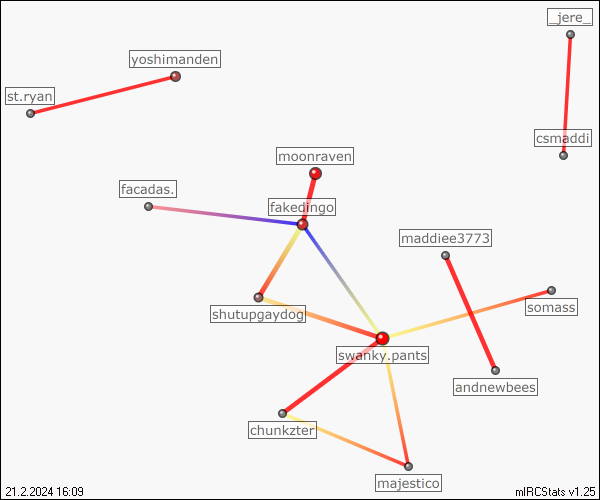 _jere_
yoshimanden
st.ryan
csmaddi
moonraven
facadas.
fakedingo
maddiee3773
somass
shutupgaydog
swanky.pants
andnewbees
chunkzter
majestico
21.2.2024 16:09
mIRCStats v1.25